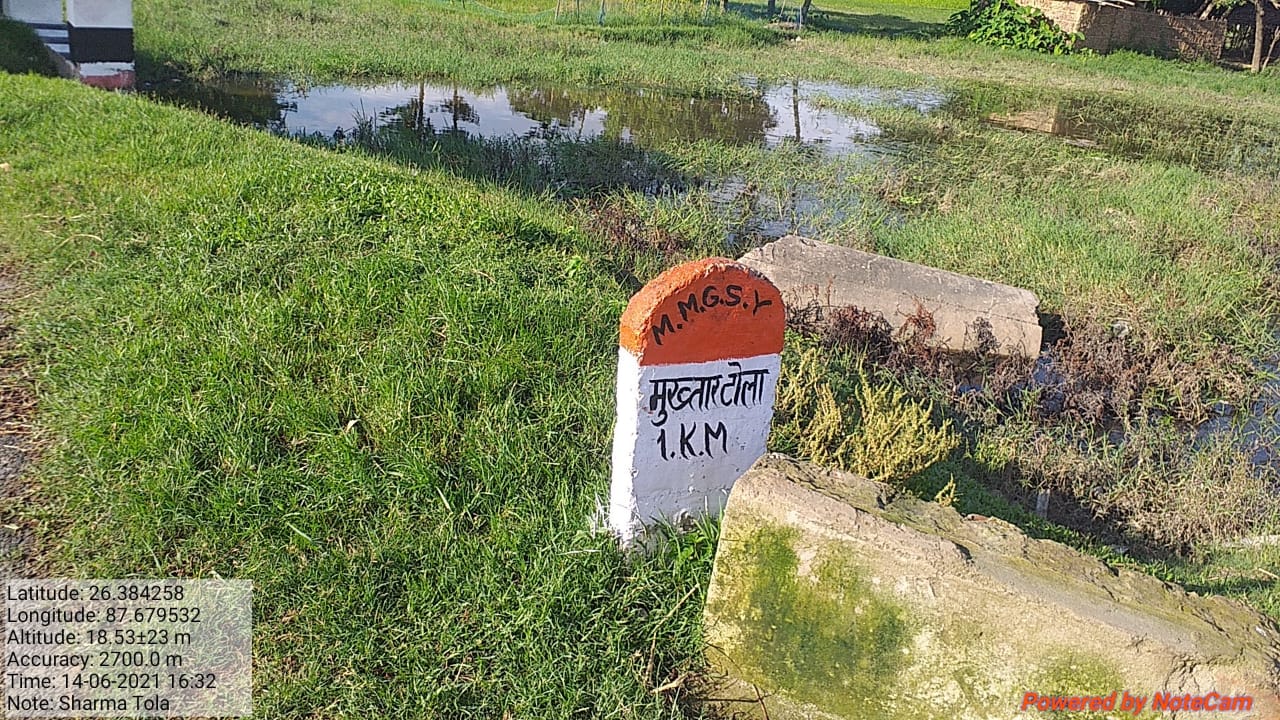 M.M.G.S.Y
मुख्तार टोला
1.K.M
Latitude: 26.384258
Longitude: 87.679532
Altitude: 18.53±23 m
Accuracy: 2700.0 m
Time: 14-06-2021 16:32
Note: Sharma Tola
Powered by NoteCam